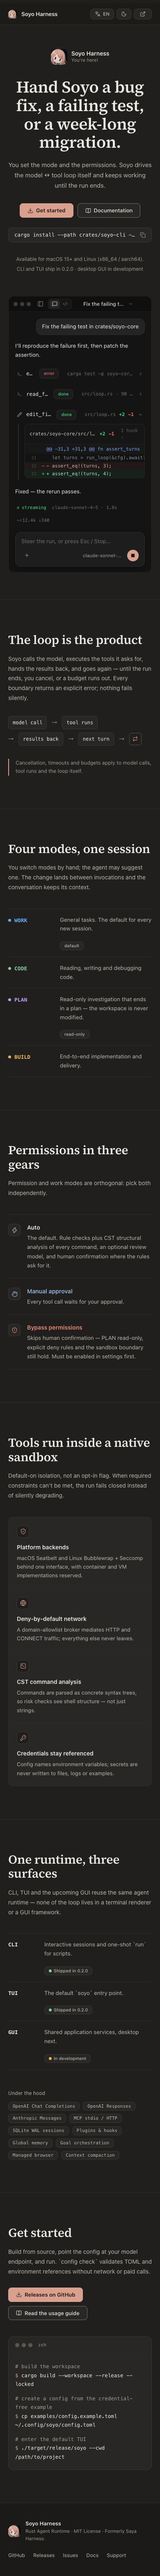 Soyo Harness
EN
Soyo Harness
You're here!
Hand Soyo a bug
fix, a failing test,
or a week-long
migration.
You set the mode and the permissions. Soyo drives
the model ↔ tool loop itself and keeps working
until the run ends.
Get started
Documentation
cargo install --path crates/soyo-cli -…
Available for macOS 15+ and Linux (x86_64 / aarch64).
CLI and TUI ship in 0.2.0 · desktop GUI in development
Fix the failing t…
Fix the failing test in crates/soyo-core
I'll reproduce the failure first, then patch the
assertion.
e… error cargo test -p soyo-cor…
read_f… done src/loop.rs · 98 …
edit_fi… done src/loop.rs +2 −1
crates/soyo-core/src/l… +2 −1 1 hunk
@@ -31,3 +31,3 @@ fn assert_turns
let turns = run_loop(&cfg).await
- assert_eq!(turns, 3);
+ assert_eq!(turns, 4);
Fixed — the rerun passes.
streaming claude-sonnet-4-5 · 1.8s
Steer the run, or press Esc / Stop…
+ claude-sonnet-…
The loop is the product
Soyo calls the model, executes the tools it asks for,
hands the results back, and goes again — until the run
ends, you cancel, or a budget runs out. Every
boundary returns an explicit error; nothing fails
silently.
model call → tool runs
→ results back → next turn →
Cancellation, timeouts and budgets apply to model calls,
tool runs and the loop itself.
Four modes, one session
You switch modes by hand; the agent may suggest
one. The change lands between invocations and the
conversation keeps its context.
WORK
General tasks. The default for every
new session.
default
CODE
Reading, writing and debugging
code.
PLAN
Read-only investigation that ends
in a plan — the workspace is never
modified.
read-only
BUILD
End-to-end implementation and
delivery.
Permissions in three
gears
Permission and work modes are orthogonal: pick both
independently.
Auto
The default. Rule checks plus CST structural
analysis of every command, an optional review
model, and human confirmation where the rules
ask for it.
Manual approval
Every tool call waits for your approval.
Bypass permissions
Skips human confirmation — PLAN read-only,
explicit deny rules and the sandbox boundary
still hold. Must be enabled in settings first.
Tools run inside a native
sandbox
Default-on isolation, not an opt-in flag. When required
constraints can't be met, the run fails closed instead
of silently degrading.
Platform backends
macOS Seatbelt and Linux Bubblewrap + Seccomp
behind one interface, with container and VM
implementations reserved.
Deny-by-default network
A domain-allowlist broker mediates HTTP and
CONNECT traffic; everything else never leaves.
CST command analysis
Commands are parsed as concrete syntax trees,
so risk checks see shell structure — not just
strings.
Credentials stay referenced
Config names environment variables; secrets are
never written to files, logs or examples.
One runtime, three
surfaces
CLI, TUI and the upcoming GUI reuse the same agent
runtime — none of the loop lives in a terminal renderer
or a GUI framework.
CLI
Interactive sessions and one-shot `run`
for scripts.
Shipped in 0.2.0
TUI
The default `soyo` entry point.
Shipped in 0.2.0
GUI
Shared application services, desktop
next.
In development
Under the hood
OpenAI Chat Completions
OpenAI Responses
Anthropic Messages
MCP stdio / HTTP
SQLite WAL sessions
Plugins & hooks
Global memory
Goal orchestration
Managed browser
Context compaction
Get started
Build from source, point the config at your model
endpoint, and run. `config check` validates TOML and
environment references without network or paid calls.
Releases on GitHub
Read the usage guide
zsh
# build the workspace
$ cargo build --workspace --release --
locked
# create a config from the credential-
free example
$ cp examples/config.example.toml
~/.config/soyo/config.toml
# enter the default TUI
$ ./target/release/soyo --cwd
/path/to/project
Soyo Harness
Rust Agent Runtime · MIT License · Formerly Saya
Harness
GitHub Releases Issues Docs Support